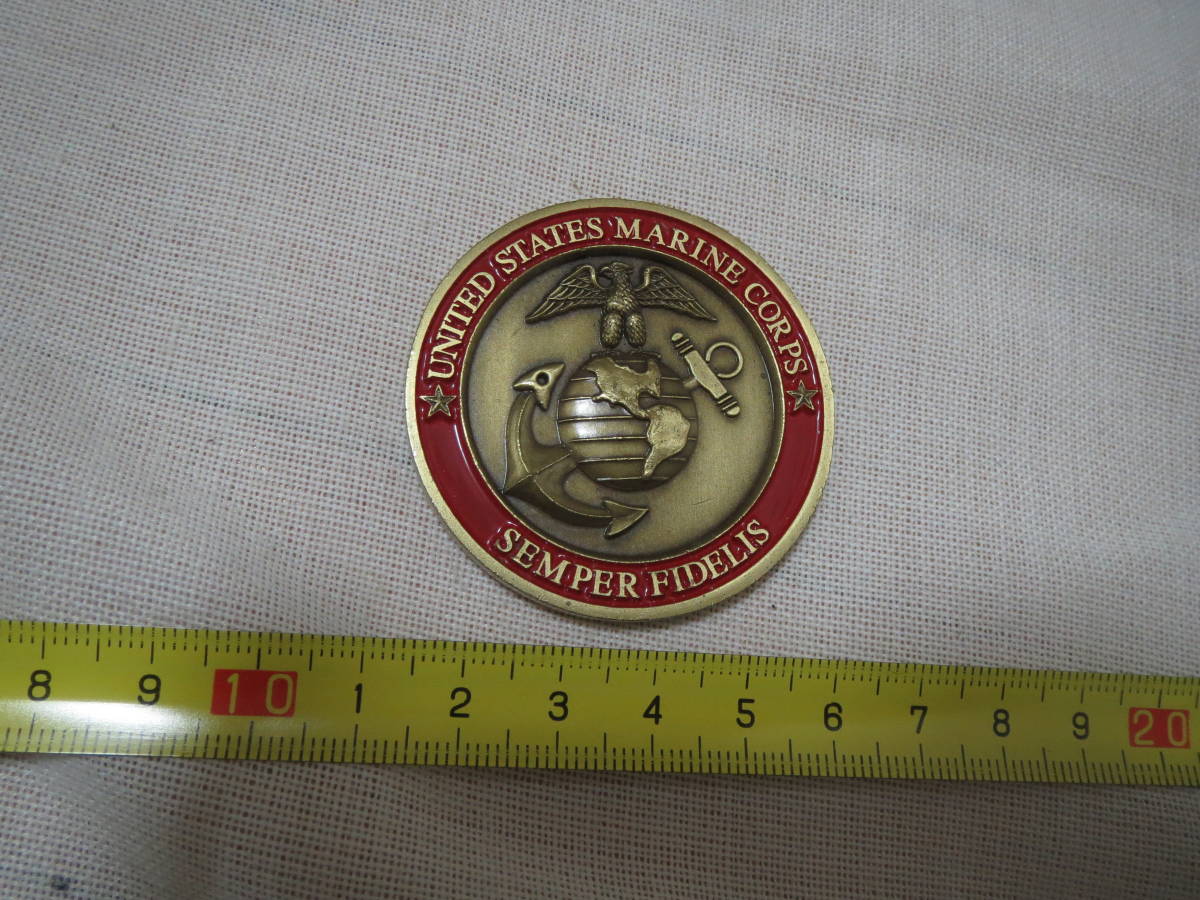 UNITED STATES MARINE CORPS
SEMPER FIDELIS
8 9 10 1 2 3 4 5 6 7 8 9 20